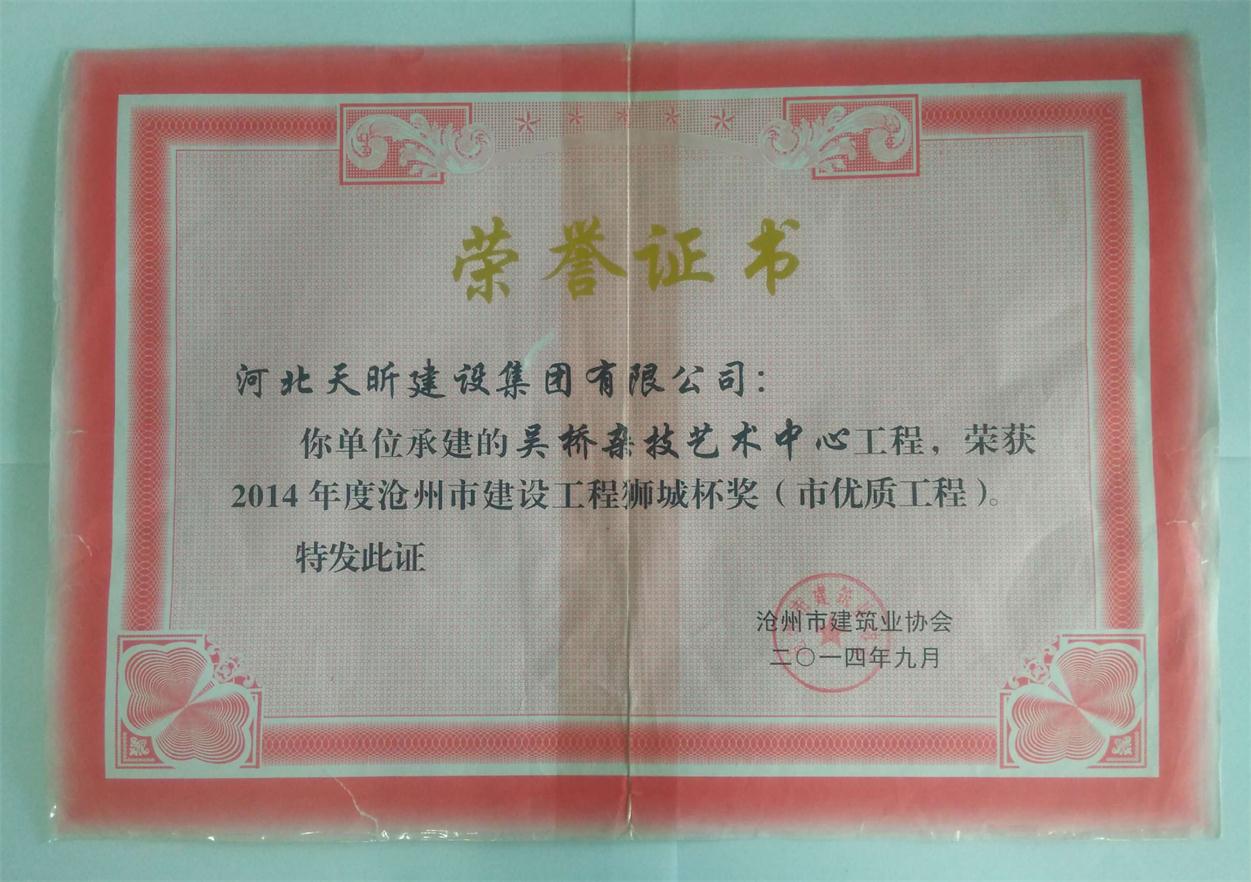 荣誉证书
河北天昕建设集团有限公司：
你单位承建的吴桥杂技艺术中心工程，荣获
2014年度沧州市建设工程狮城杯奖（市优质工程）。
特发此证
沧州市建筑业协会
二〇一四年九月